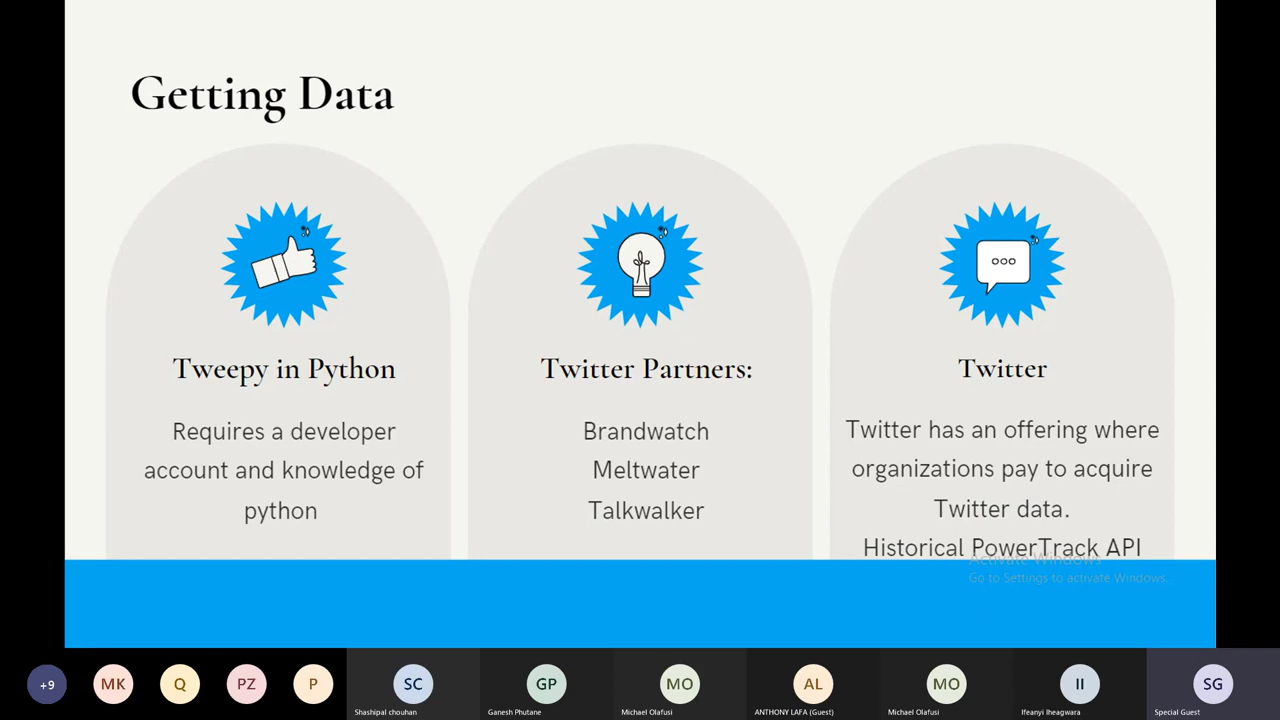 Getting Data
Tweepy in Python
Requires a developer
account and knowledge of
python
Twitter Partners:
Brandwatch
Meltwater
Talkwalker
Twitter
Twitter has an offering where
organizations pay to acquire
Twitter data.
Historical PowerTrack API
Activate Windows
Go to Settings to activate Windows.
+9
MK
Q
PZ
P
SC
Shashipal chouhan
GP
Ganesh Phutane
MO
Michael Olafusi
AL
ANTHONY LAFA (Guest)
MO
Michael Olafusi
II
Ifeanyi Iheagwara
SG
Special Guest